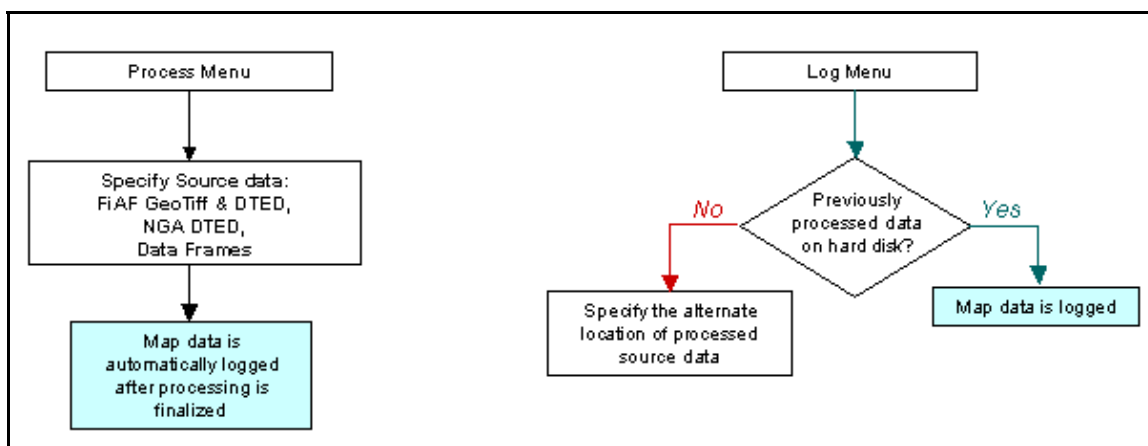 Process Menu
Specify Source data:
FiAF GeoTiff & DTED,
NGA DTED,
Data Frames
Map data is
automatically logged
after processing is
finalized
Log Menu
Previously
processed data
on hard disk?
No
Yes
Specify the alternate
location of processed
source data
Map data is logged